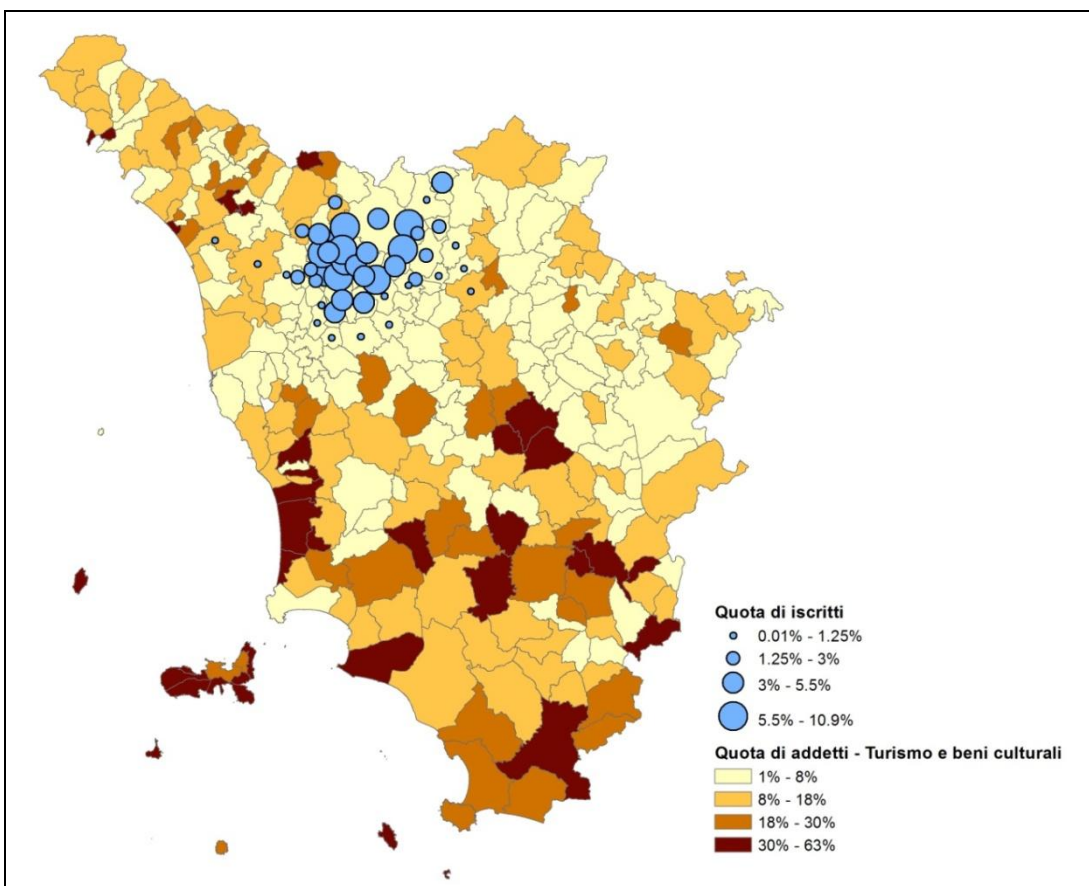 Quota di iscritti
0.01% - 1.25%
1.25% - 3%
3% - 5.5%
5.5% - 10.9%
Quota di addetti - Turismo e beni culturali
1% - 8%
8% - 18%
18% - 30%
30% - 63%